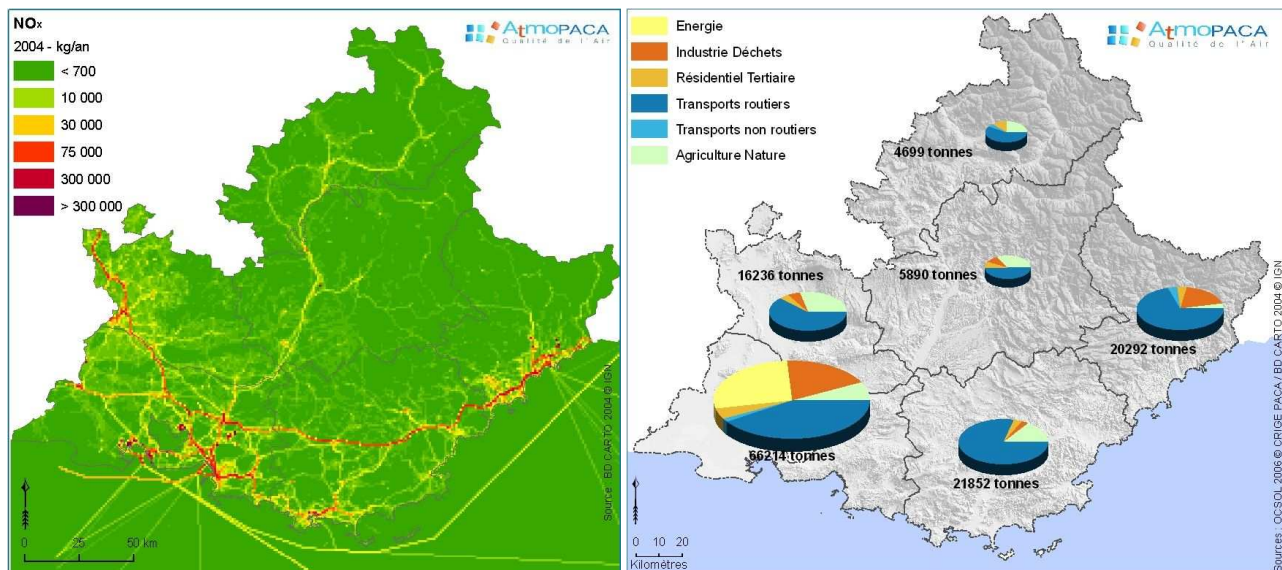 NOx
2004 - kg/an
< 700
10 000
30 000
75 000
300 000
> 300 000
AtmoPACA
Qualité de l'Air
Source : BD CARTO 2004 © IGN
0 25 50 km
Energie
Industrie Déchets
Résidentiel Tertiaire
Transports routiers
Transports non routiers
Agriculture Nature
AtmoPACA
Qualité de l'Air
4699 tonnes
16236 tonnes
5890 tonnes
20292 tonnes
66214 tonnes
21852 tonnes
0 10 20
Kilométres
Sources : OCSOL 2006 © CRIGE PACA / BD CARTO 2004 © IGN